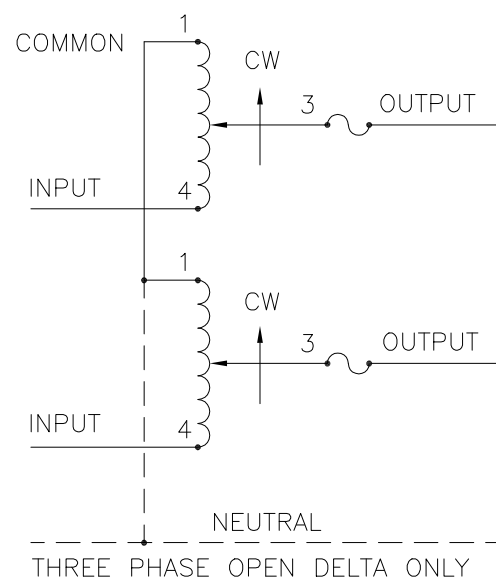 1
COMMON
CW
3
OUTPUT
INPUT
4
1
CW
3
OUTPUT
INPUT
4
NEUTRAL
THREE PHASE OPEN DELTA ONLY